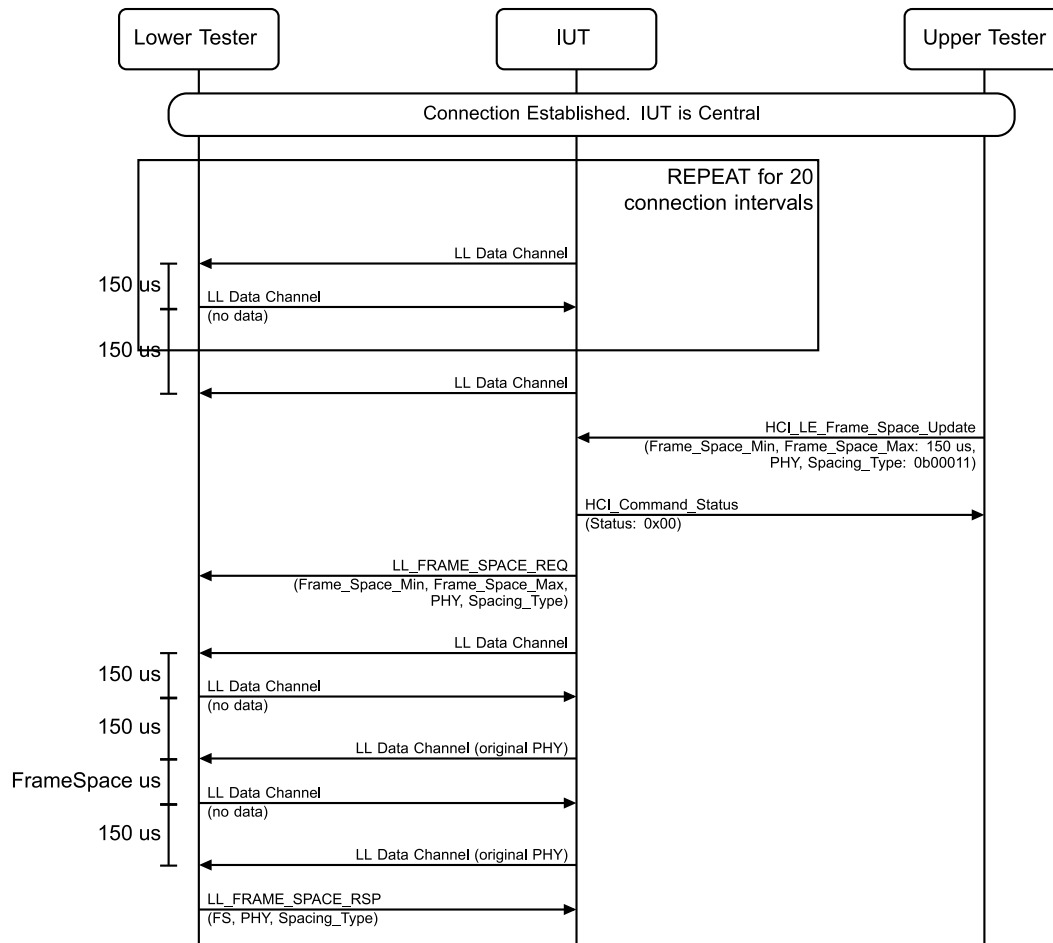 Lower Tester
IUT
Upper Tester
Connection Established. IUT is Central
REPEAT for 20
connection intervals
LL Data Channel
150 us
LL Data Channel
(no data)
150 us
LL Data Channel
HCI_LE_Frame_Space_Update
(Frame_Space_Min, Frame_Space_Max: 150 us,
PHY, Spacing_Type: 0b00011)
HCI_Command_Status
(Status: 0x00)
LL_FRAME_SPACE_REQ
(Frame_Space_Min, Frame_Space_Max,
PHY, Spacing_Type)
LL Data Channel
150 us
LL Data Channel
(no data)
150 us
LL Data Channel (original PHY)
FrameSpace us
LL Data Channel
(no data)
150 us
LL Data Channel (original PHY)
LL_FRAME_SPACE_RSP
(FS, PHY, Spacing_Type)